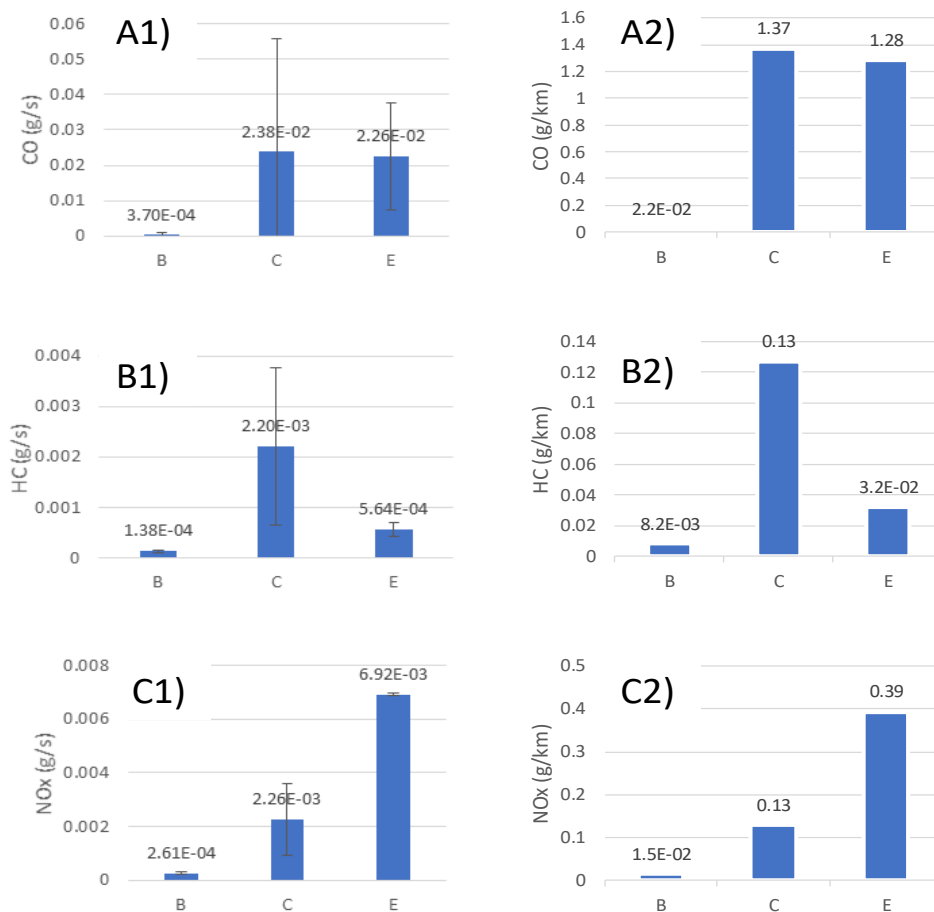 A1)
CO (g/s)
0.06
0.05
0.04
0.03
0.02
0.01
0
3.70E-04
2.38E-02
2.26E-02
B C E
A2)
CO (g/km)
1.6
1.4
1.2
1
0.8
0.6
0.4
0.2
0
2.2E-02
1.37
1.28
B C E
B1)
HC (g/s)
0.004
0.003
0.002
0.001
0
1.38E-04
2.20E-03
5.64E-04
B C E
B2)
HC (g/km)
0.14
0.12
0.1
0.08
0.06
0.04
0.02
0
8.2E-03
0.13
3.2E-02
B C E
C1)
NOx (g/s)
0.008
0.006
0.004
0.002
0
2.61E-04
2.26E-03
6.92E-03
B C E
C2)
NOx (g/km)
0.5
0.4
0.3
0.2
0.1
0
1.5E-02
0.13
0.39
B C E